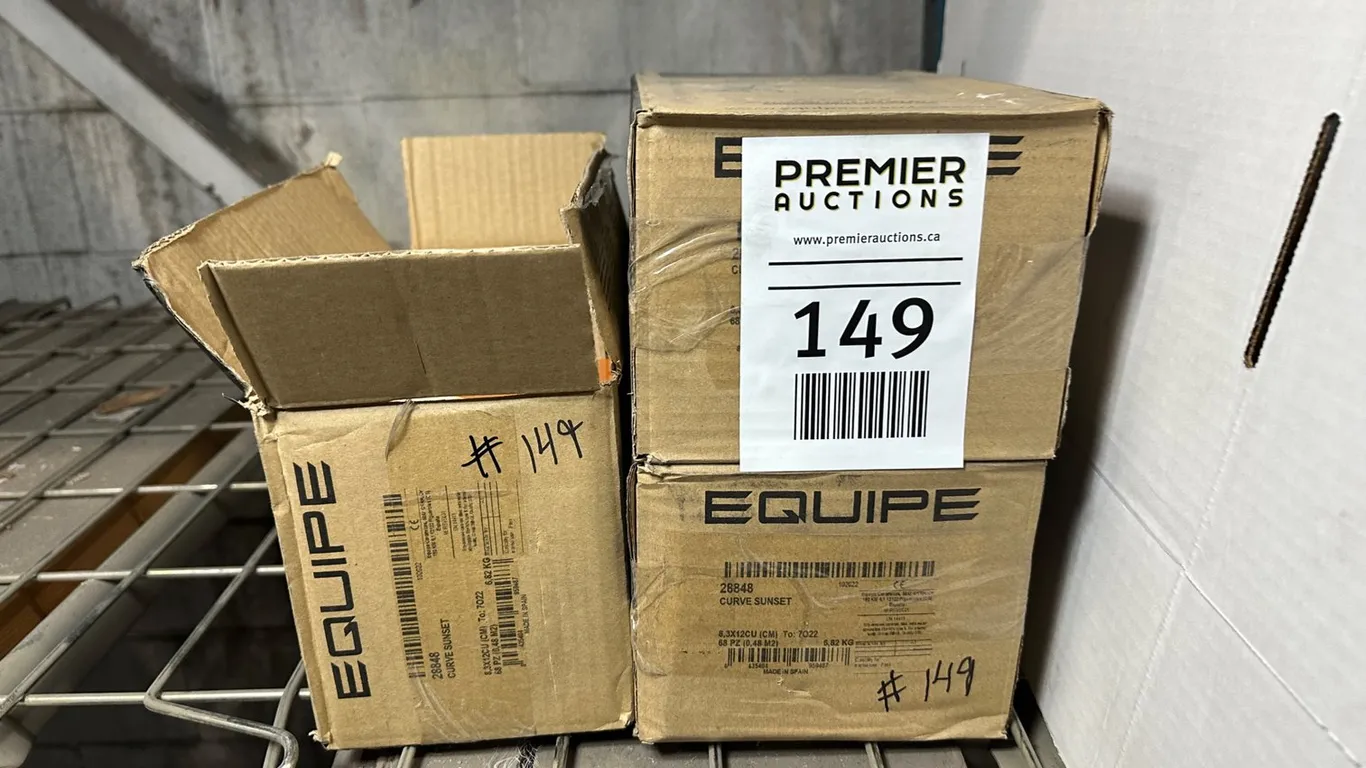 EQUIPE
# 149
28848
CURVE SUNSET
8,3X12CU (CM) To: 7022
68 PZ (0,48 M2) 6,82 KG
MADE IN SPAIN
E E
PREMIER
AUCTIONS
www.premierauctions.ca
149
EQUIPE
102022 CE
28848
CURVE SUNSET
8,3X12CU (CM) To: 7022
68 PZ (0,48 M2) 6,82 KG
MADE IN SPAIN
# 149